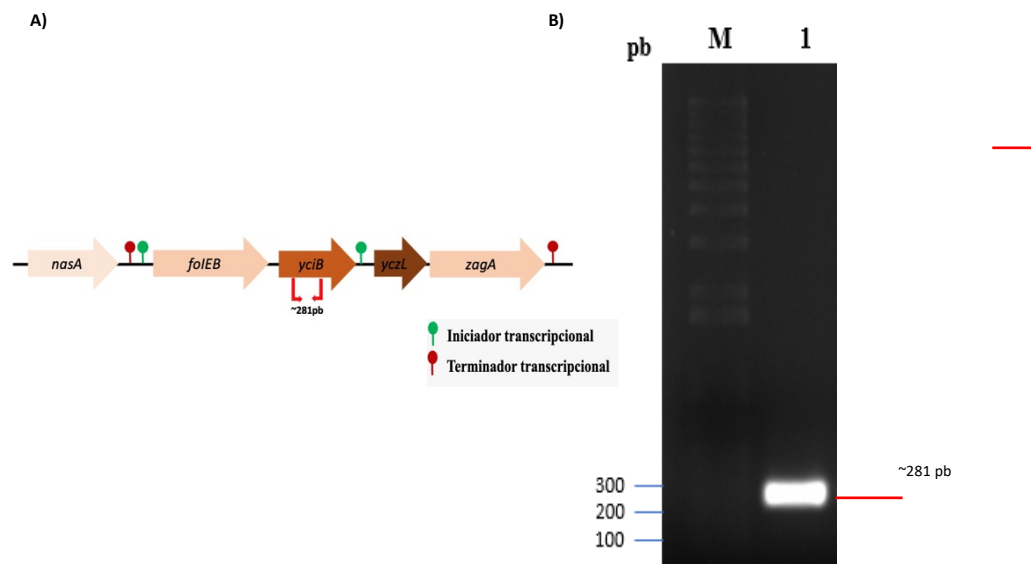 A)
nasA
folEB
yciB
yczL
zagA
~281pb
Iniciador transcripcional
Terminador transcripcional
B)
pb
M
1
300
200
100
~281 pb